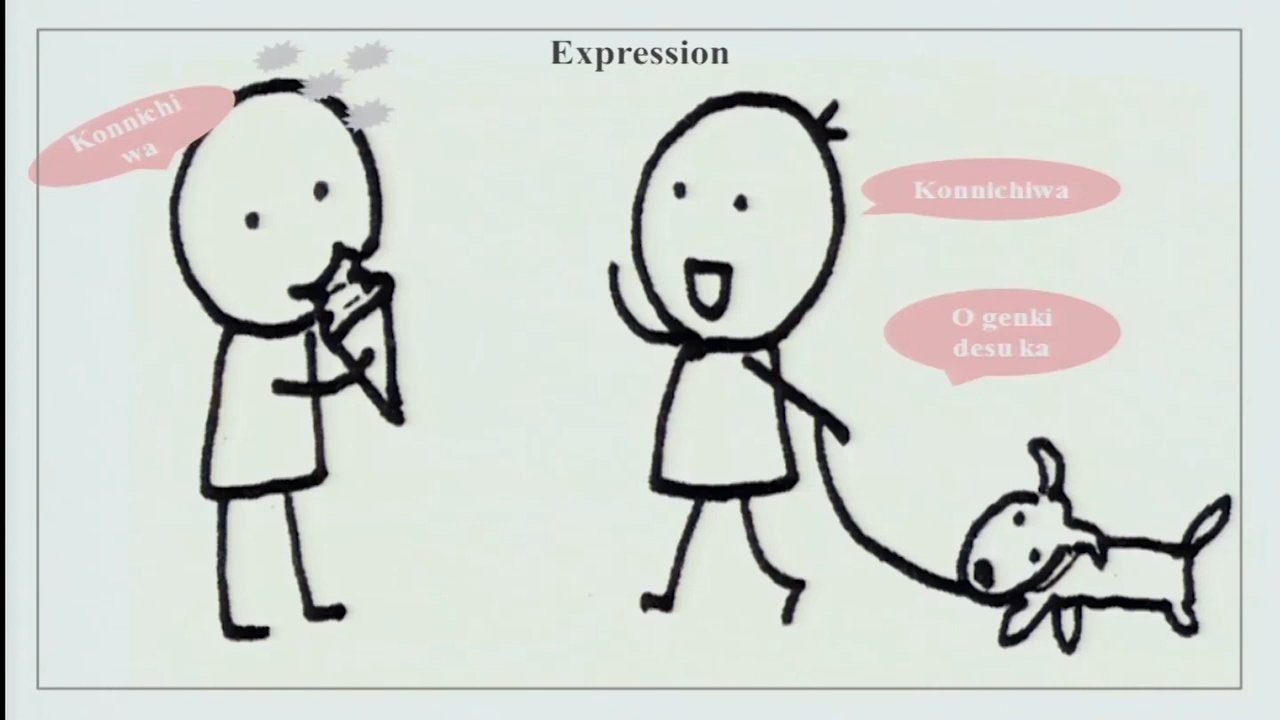 Expression
Konnichi
wa
Konnichiwa
O genki
desu ka